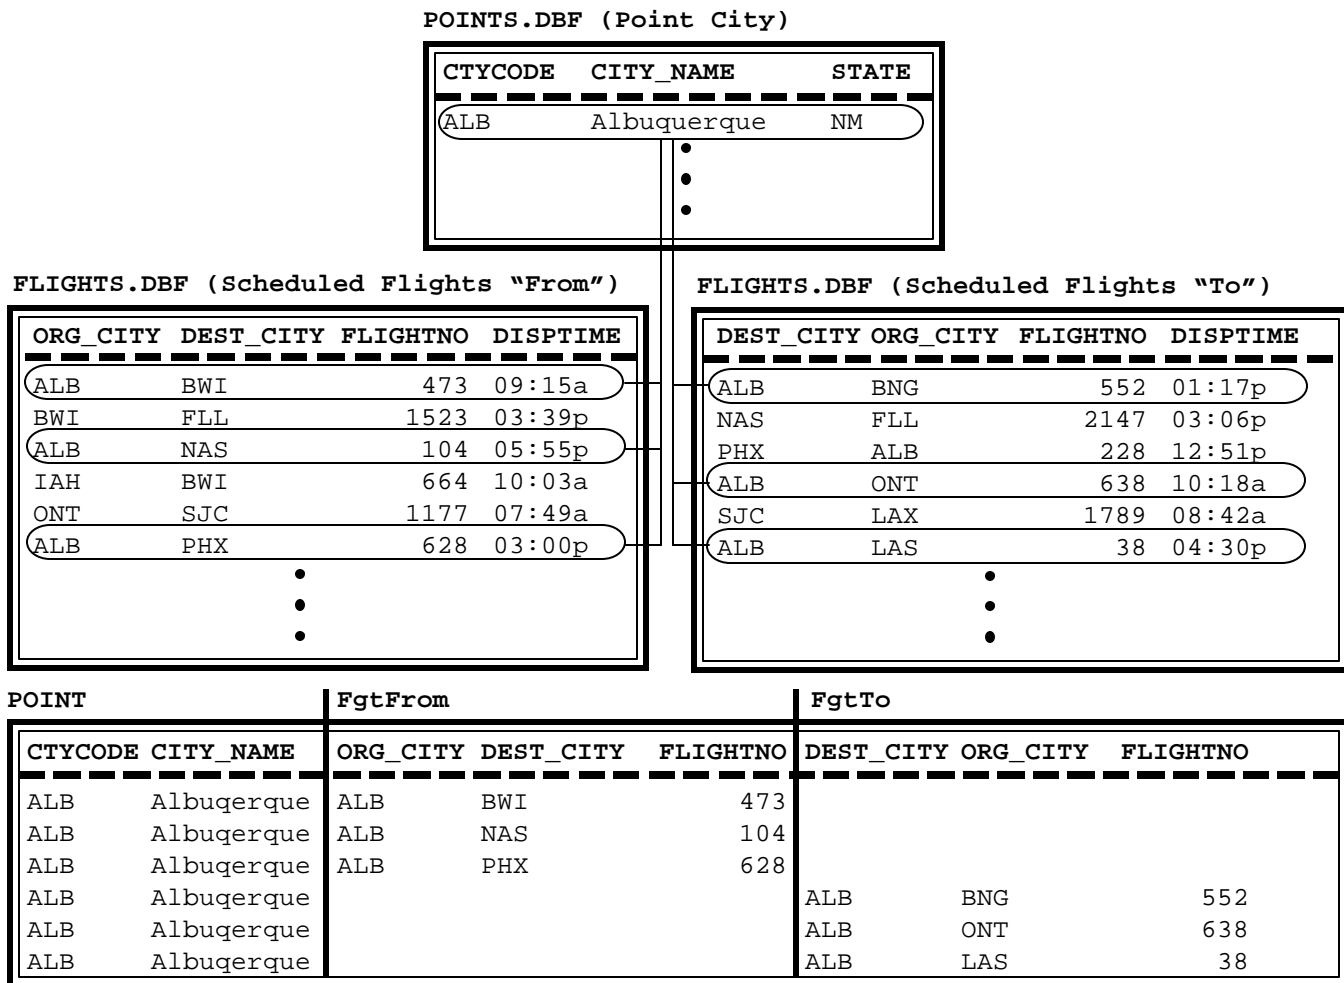 POINTS.DBF (Point City)
CTYCODE CITY_NAME STATE
ALB Albuquerque NM
FLIGHTS.DBF (Scheduled Flights “From”)
ORG_CITY DEST_CITY FLIGHTNO DISPTIME
ALB BWI 473 09:15a
BWI FLL 1523 03:39p
ALB NAS 104 05:55p
IAH BWI 664 10:03a
ONT SJC 1177 07:49a
ALB PHX 628 03:00p
FLIGHTS.DBF (Scheduled Flights “To”)
DEST_CITY ORG_CITY FLIGHTNO DISPTIME
ALB BNG 552 01:17p
NAS FLL 2147 03:06p
PHX ALB 228 12:51p
ALB ONT 638 10:18a
SJC LAX 1789 08:42a
ALB LAS 38 04:30p
POINT FgtFrom FgtTo
CTYCODE CITY_NAME ORG_CITY DEST_CITY FLIGHTNO DEST_CITY ORG_CITY FLIGHTNO
ALB Albuqerque ALB BWI 473
ALB Albuqerque ALB NAS 104
ALB Albuqerque ALB PHX 628
ALB Albuqerque ALB BNG 552
ALB Albuqerque ALB ONT 638
ALB Albuqerque ALB LAS 38